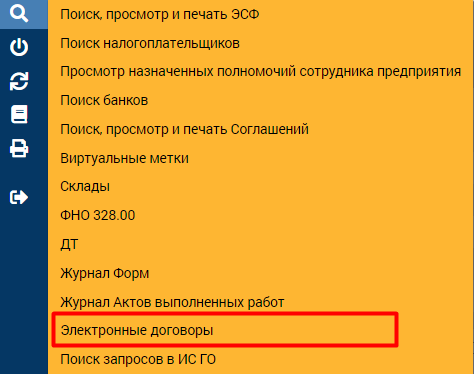 Поиск, просмотр и печать ЭСФ
Поиск налогоплательщиков
Просмотр назначенных полномочий сотрудника предприятия
Поиск банков
Поиск, просмотр и печать Соглашений
Виртуальные метки
Склады
ФНО 328.00
ДТ
Журнал Форм
Журнал Актов выполненных работ
Электронные договоры
Поиск запросов в ИС ГО